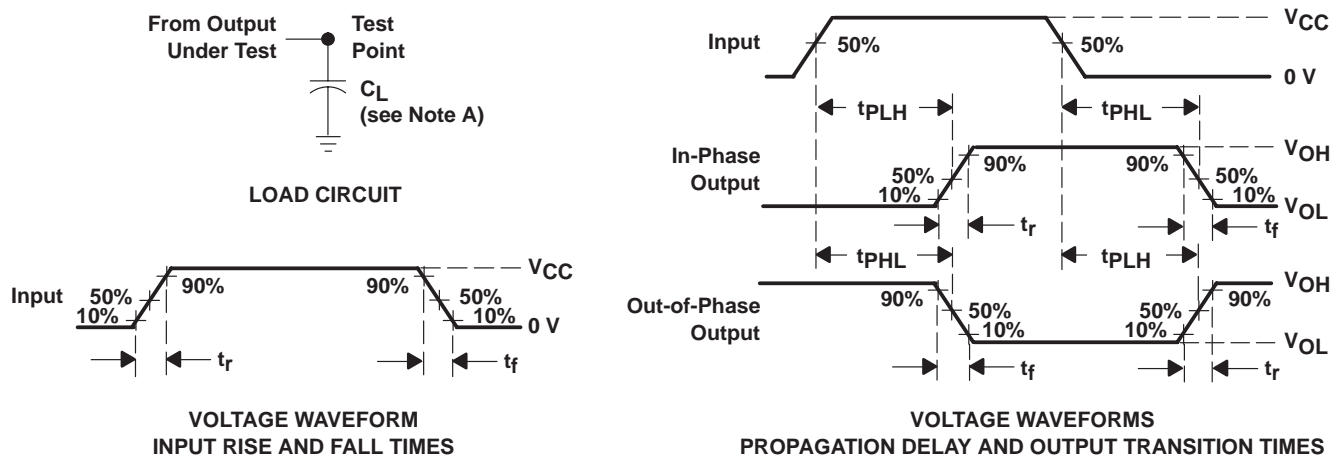 From Output
Under Test
Test
Point
CL
(see Note A)
LOAD CIRCUIT
Input
50%
10%
90%
90%
50%
10%
VCC
0 V
tr
tf
VOLTAGE WAVEFORM
INPUT RISE AND FALL TIMES
Input
50%
50%
VCC
0 V
tPLH
tPHL
In-Phase
Output
50%
10%
90%
90%
50%
10%
VOH
VOL
tr
tf
tPHL
tPLH
Out-of-Phase
Output
90%
50%
10%
50%
10%
90%
VOH
VOL
tf
tr
VOLTAGE WAVEFORMS
PROPAGATION DELAY AND OUTPUT TRANSITION TIMES